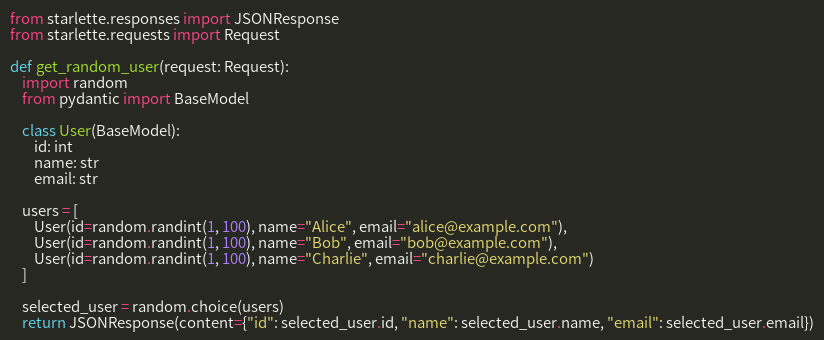 from starlette.responses import JSONResponse
from starlette.requests import Request

def get_random_user(request: Request):
    import random
    from pydantic import BaseModel

    class User(BaseModel):
        id: int
        name: str
        email: str

    users = [
        User(id=random.randint(1, 100), name="Alice", email="alice@example.com"),
        User(id=random.randint(1, 100), name="Bob", email="bob@example.com"),
        User(id=random.randint(1, 100), name="Charlie", email="charlie@example.com")
    ]

    selected_user = random.choice(users)
    return JSONResponse(content={"id": selected_user.id, "name": selected_user.name, "email": selected_user.email})